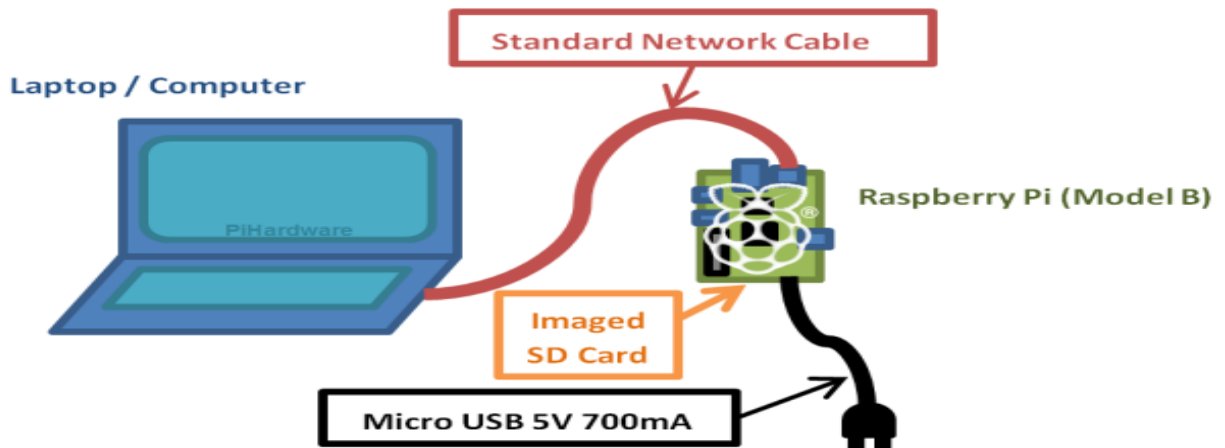 Standard Network Cable
Laptop / Computer
Raspberry Pi (Model B)
®
PiHardware
Imaged
SD Card
Micro USB 5V 700mA